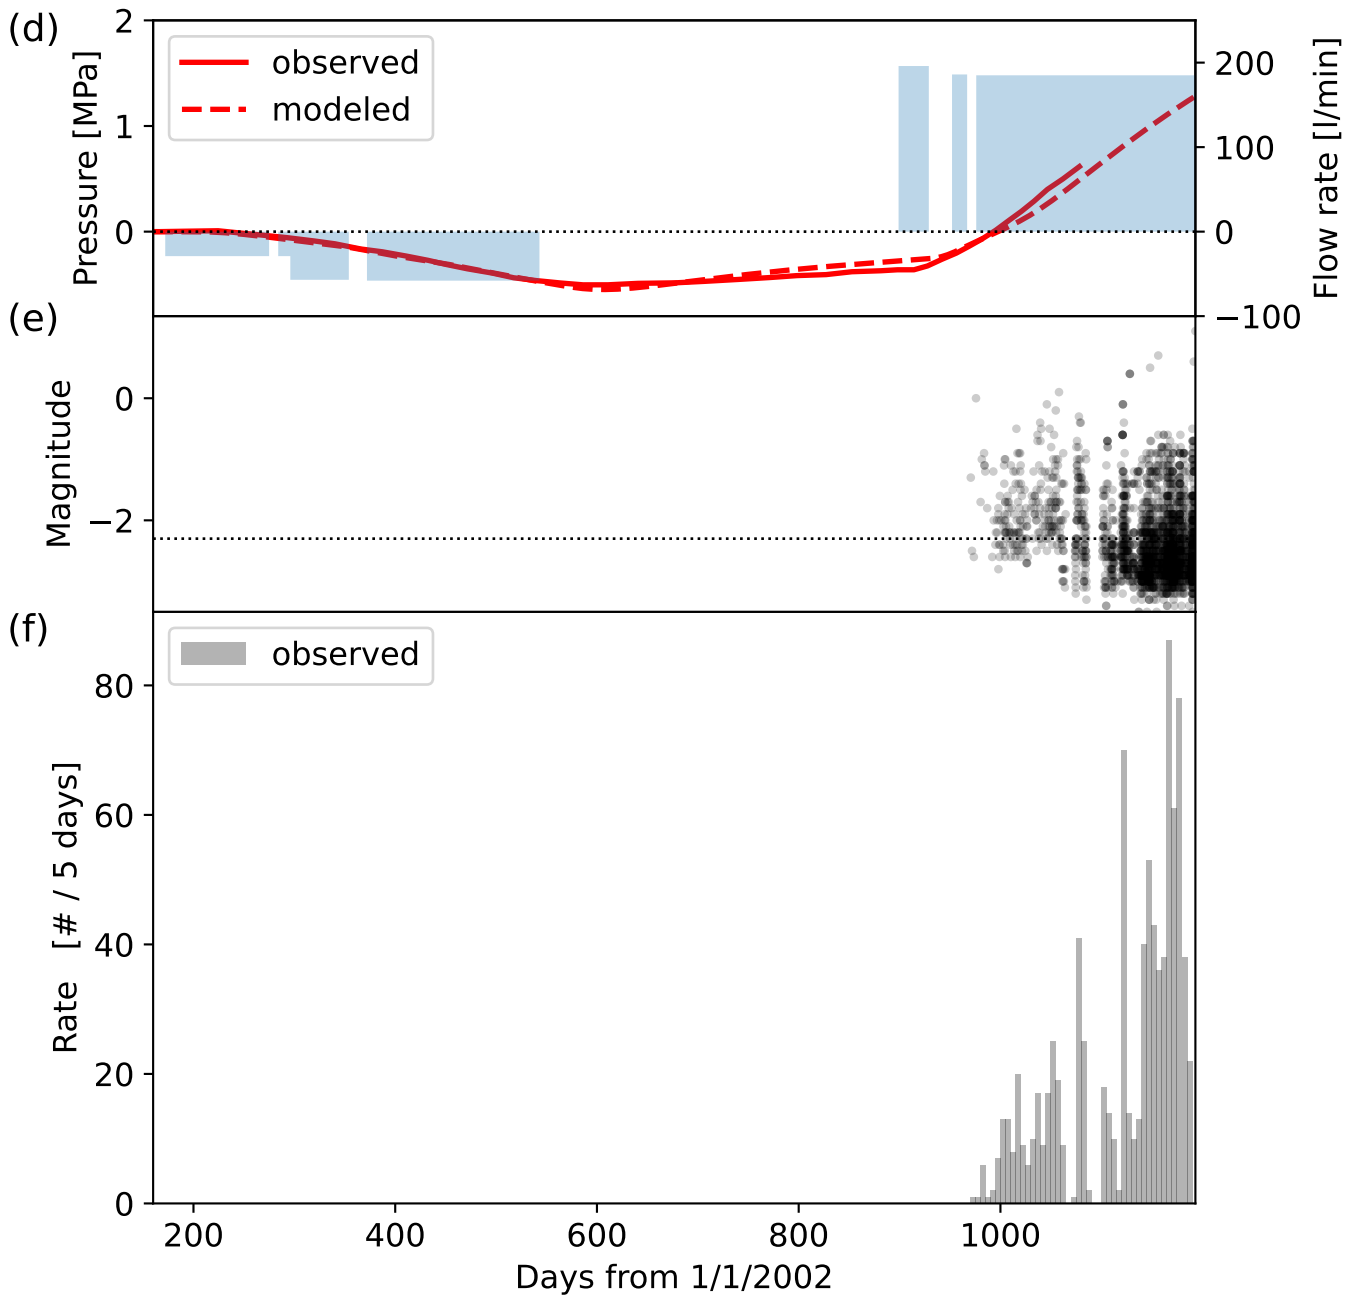 (d)
2
1
0
Pressure [MPa]
observed
modeled
200
100
0
−100
Flow rate [l/min]
(e)
0
−2
Magnitude
(f)
observed
80
60
40
20
0
Rate [# / 5 days]
200 400 600 800 1000
Days from 1/1/2002